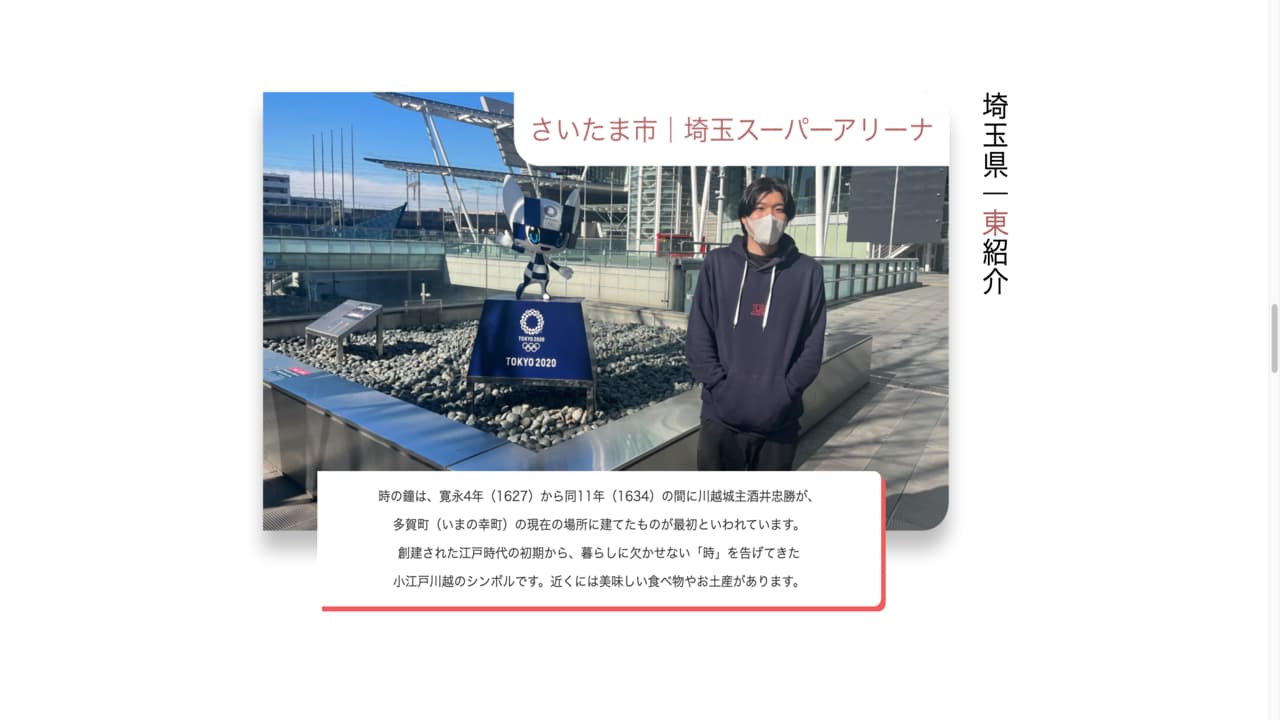 さいたま市｜埼玉スーパーアリーナ
埼玉県｜東紹介
TOKYO 2020
TOKYO 2020
時の鐘は、寛永4年（1627）から同11年（1634）の間に川越城主酒井忠勝が、
多賀町（いまの幸町）の現在の場所に建てたものが最初といわれています。
創建された江戸時代の初期から、暮らしに欠かせない「時」を告げてきた
小江戸川越のシンボルです。近くには美味しい食べ物やお土産があります。